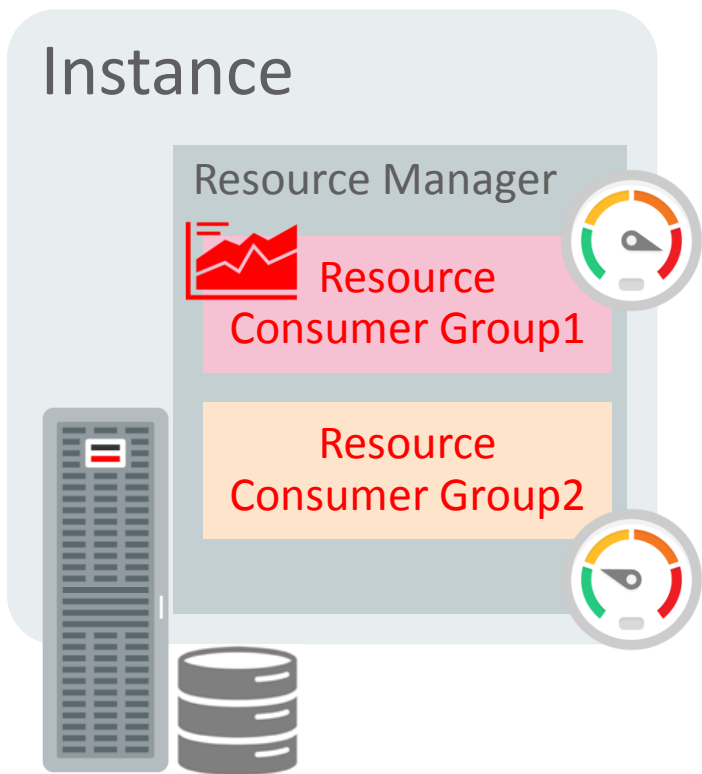 Instance
Resource Manager
Resource
Consumer Group1
Resource
Consumer Group2